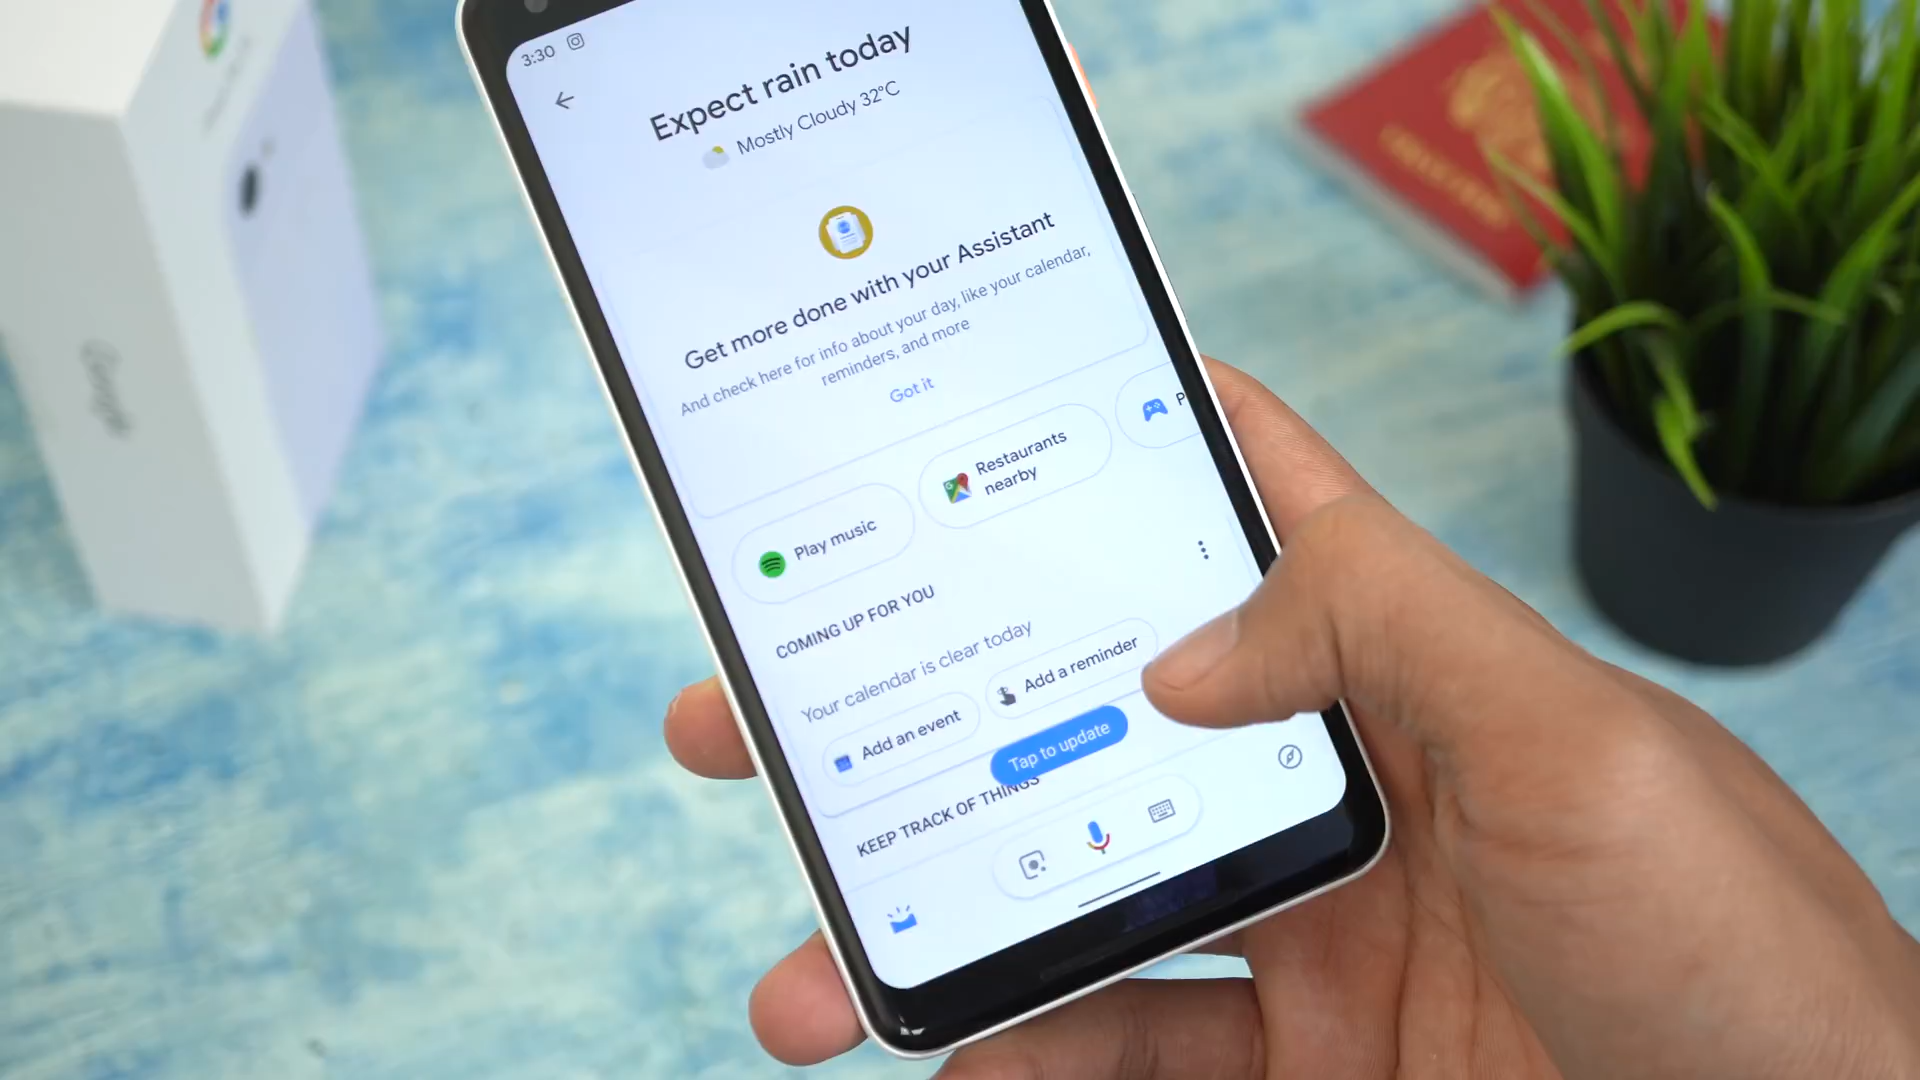 3:30
Expect rain today
Mostly Cloudy 32°C
Get more done with your Assistant
And check here for info about your day, like your calendar,
reminders, and more
Got it
Play music
Restaurants
nearby
P
COMING UP FOR YOU
Your calendar is clear today
Add an event
Add a reminder
Tap to update
KEEP TRACK OF THINGS
Google